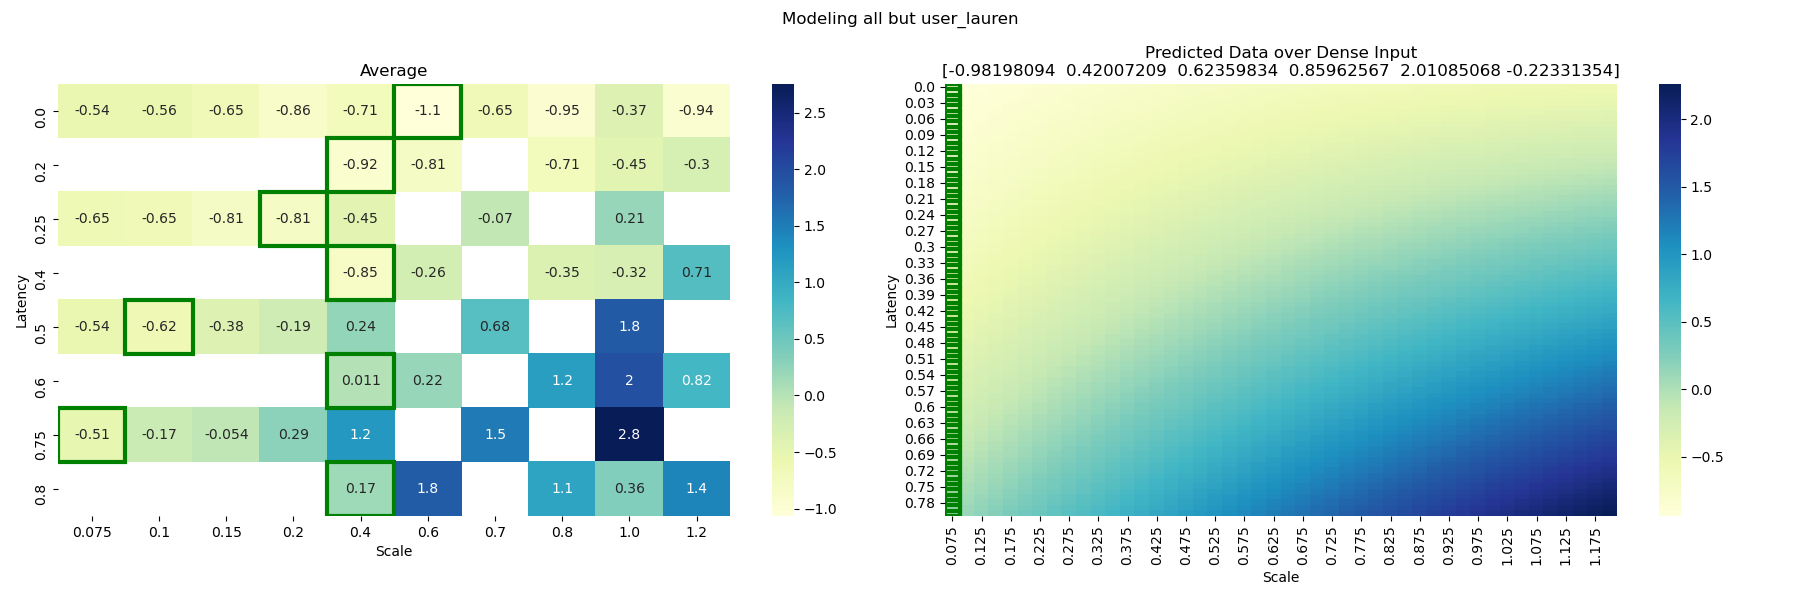 Modeling all but user_lauren
Average
-0.54 -0.56 -0.65 -0.86 -0.71 -1.1 -0.65 -0.95 -0.37 -0.94
-0.92 -0.81 -0.71 -0.45 -0.3
-0.65 -0.65 -0.81 -0.81 -0.45 -0.07 0.21
-0.85 -0.26 -0.35 -0.32 0.71
-0.54 -0.62 -0.38 -0.19 0.24 0.68 1.8
0.011 0.22 1.2 2 0.82
-0.51 -0.17 -0.054 0.29 1.2 1.5 2.8
0.17 1.8 1.1 0.36 1.4
0.0
0.2
0.25
0.4
0.5
0.6
0.75
0.8
Latency
0.075 0.1 0.15 0.2 0.4 0.6 0.7 0.8 1.0 1.2
Scale
2.5
2.0
1.5
1.0
0.5
0.0
−0.5
−1.0
Predicted Data over Dense Input
[-0.98198094 0.42007209 0.62359834 0.85962567 2.01085068 -0.22331354]
0.0
0.03
0.06
0.09
0.12
0.15
0.18
0.21
0.24
0.27
0.3
0.33
0.36
0.39
0.42
0.45
0.48
0.51
0.54
0.57
0.6
0.63
0.66
0.69
0.72
0.75
0.78
Latency
0.075 0.125 0.175 0.225 0.275 0.325 0.375 0.425 0.475 0.525 0.575 0.625 0.675 0.725 0.775 0.825 0.875 0.925 0.975 1.025 1.075 1.125 1.175
Scale
2.0
1.5
1.0
0.5
0.0
−0.5